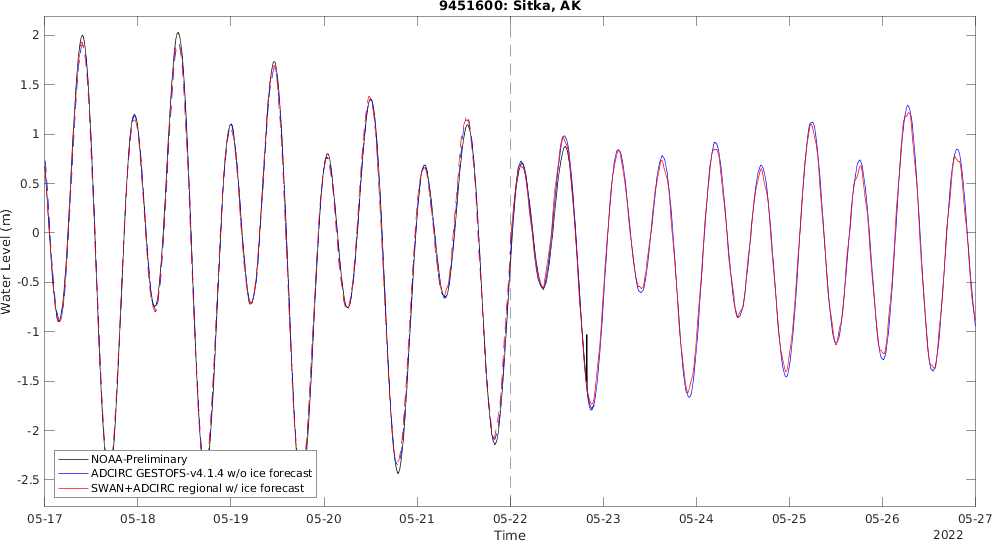 9451600: Sitka, AK
Water Level (m)
2
1.5
1
0.5
0
-0.5
-1
-1.5
-2
-2.5
NOAA-Preliminary
ADCIRC GESTOFS-v4.1.4 w/o ice forecast
SWAN+ADCIRC regional w/ ice forecast
05-17 05-18 05-19 05-20 05-21 05-22 05-23 05-24 05-25 05-26 05-27
Time
2022